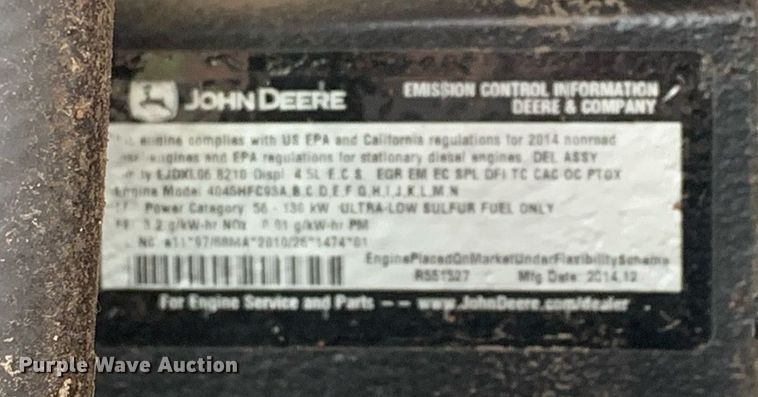 JOHN DEERE
EMISSION CONTROL INFORMATION
DEERE & COMPANY
engine complies with US EPA and California regulations for 2014 nonroad
engines and EPA regulations for stationary diesel engines. DEL ASSY
Displ 4.5L E.C.S. EGR EM EC SPL DFI TC CAC OC PTOX
Engine Model 4045HFC93A,B,C,D,E,F,G,H,I,J,K,L,M,N
Power Category 56 - 130 kW ULTRA-LOW SULFUR FUEL ONLY
3.2 g/kW-hr NOx 0.01 g/kW-hr PM
EnginePlacedOnMarketUnderFlexibilityScheme
Mfg Date 2014.12
For Engine Service and Parts -- www.JohnDeere.com/dealer
Purple Wave Auction